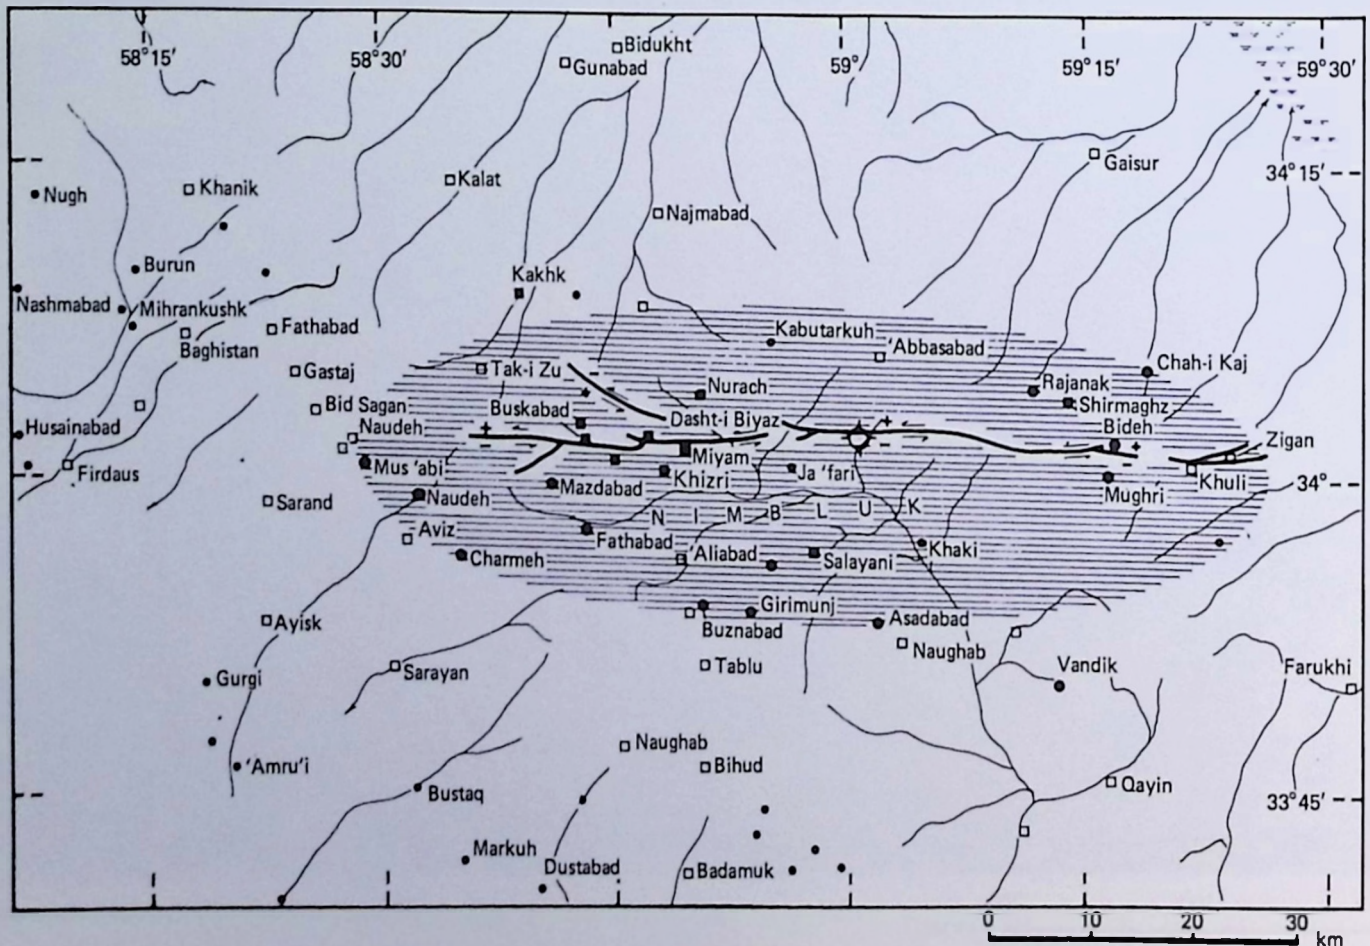 Bidukht
58°15′
58°30′
59°
59°15′
59°30′
Gunabad
Gaisur
34°15′
Khanik
Kalat
Nugh
Najmabad
Burun
Kakhk
Nashmabad
Mihrankushk
Fathabad
Kabutarkuh
Baghistan
'Abbasabad
Chah-i Kaj
Gastaj
Tak-i Zu
Nurach
Rajanak
Bid Sagan
Buskabad
Shirmaghz
Dasht-i Biyaz
Husainabad
Naudeh
Bideh
Zigan
Miyam
Firdaus
Mus 'abi
Khizri
Ja 'fari
Mughri
Khuli
34°
Mazdabad
Sarand
Naudeh
N I M B L U K
Aviz
Fathabad
Khaki
'Aliabad
Charmeh
Salayani
Girimunj
Ayisk
Buznabad
Asadabad
Naughab
Tablu
Vandik
Farukhi
Gurgi
Sarayan
Naughab
'Amru'i
Bihud
Qayin
Bustaq
33°45′
Markuh
Dustabad
Badamuk
0 10 20 30
km